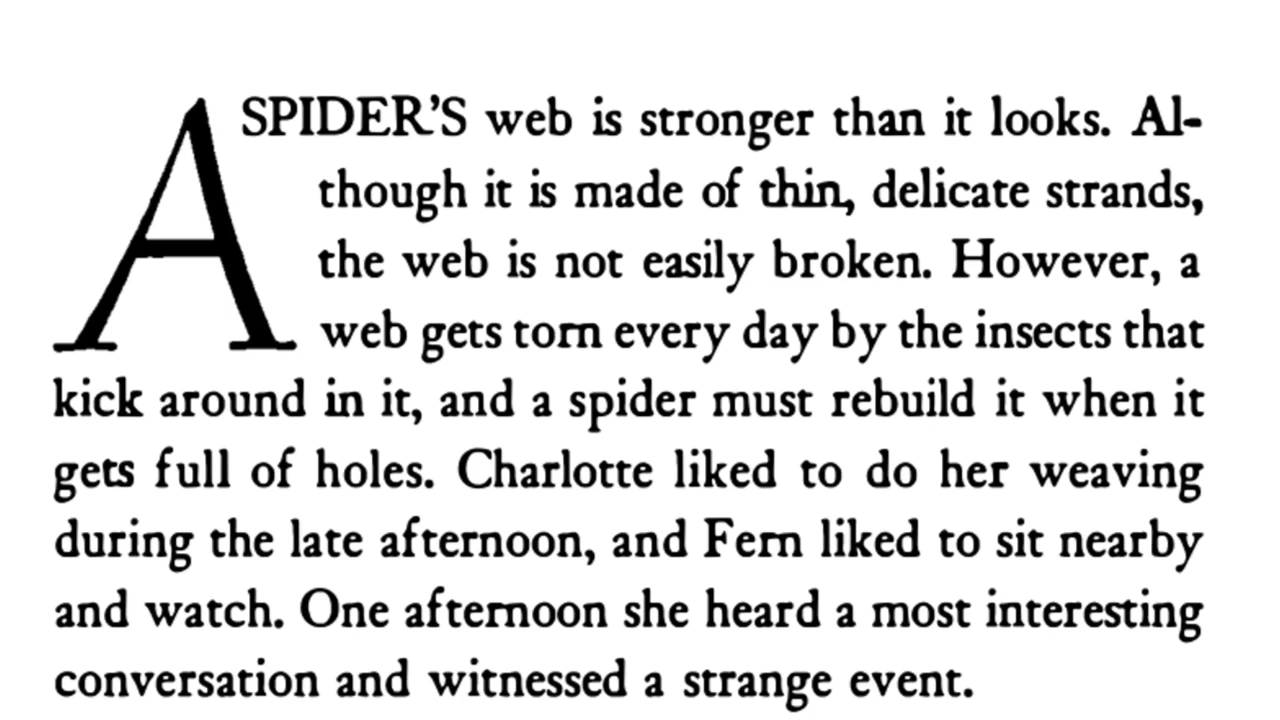 A SPIDER'S web is stronger than it looks. Al-
though it is made of thin, delicate strands,
the web is not easily broken. However, a
web gets torn every day by the insects that
kick around in it, and a spider must rebuild it when it
gets full of holes. Charlotte liked to do her weaving
during the late afternoon, and Fern liked to sit nearby
and watch. One afternoon she heard a most interesting
conversation and witnessed a strange event.